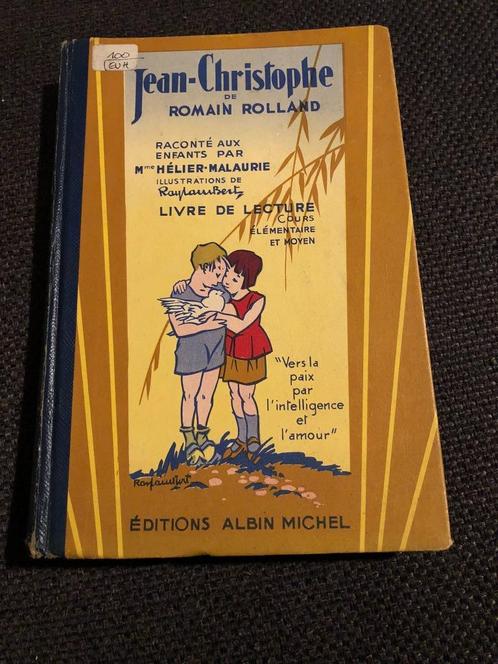 100
EUH
Jean-Christophe
DE
ROMAIN ROLLAND
RACONTÉ AUX
ENFANTS PAR
Mme HÉLIER-MALAURIE
ILLUSTRATIONS DE
RaylamBert
LIVRE DE LECTURE
COURS
ÉLÉMENTAIRE
ET MOYEN
"Vers la
paix
par
l'intelligence
et
l'amour"
Raylambert
ÉDITIONS ALBIN MICHEL